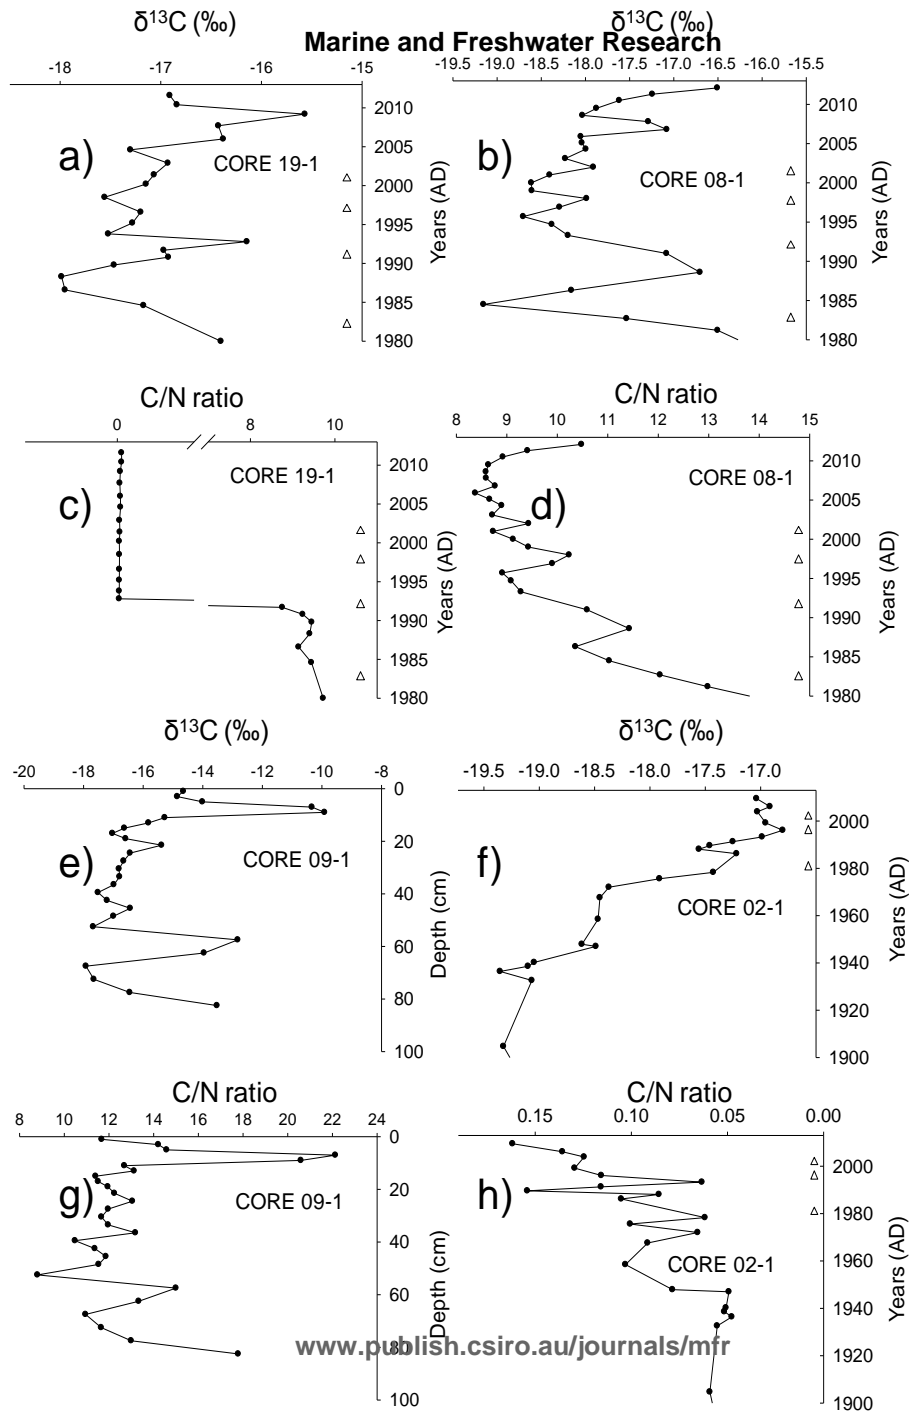 δ13C (‰)
δ13C (‰)
Marine and Freshwater Research
-18 -17 -16 -15
-19.5 -19.0 -18.5 -18.0 -17.5 -17.0 -16.5 -16.0 -15.5
a)
CORE 19-1
2010
2005
2000
1995
1990
1985
1980
Years (AD)
b)
CORE 08-1
2010
2005
2000
1995
1990
1985
1980
Years (AD)
C/N ratio
0 8 10
c)
CORE 19-1
2010
2005
2000
1995
1990
1985
1980
Years (AD)
C/N ratio
8 9 10 11 12 13 14 15
d)
CORE 08-1
2010
2005
2000
1995
1990
1985
1980
Years (AD)
δ13C (‰)
-20 -18 -16 -14 -12 -10 -8
e)
CORE 09-1
0
20
40
60
80
100
Depth (cm)
δ13C (‰)
-19.5 -19.0 -18.5 -18.0 -17.5 -17.0
f)
CORE 02-1
2000
1980
1960
1940
1920
1900
Years (AD)
C/N ratio
8 10 12 14 16 18 20 22 24
g)
CORE 09-1
0
20
40
60
80
100
Depth (cm)
C/N ratio
0.15 0.10 0.05 0.00
h)
CORE 02-1
2000
1980
1960
1940
1920
1900
Years (AD)
www.publish.csiro.au/journals/mfr